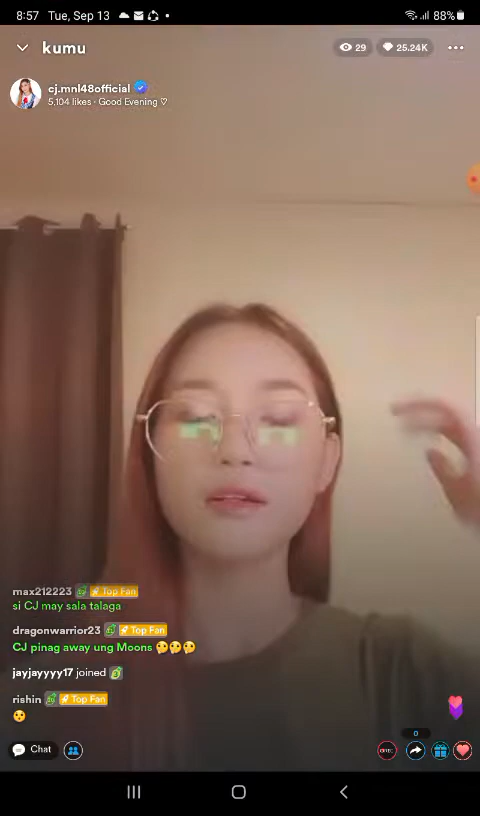 8:57 Tue, Sep 13 88%
kumu 29 25.24K
cj.mnl48official
5,104 likes · Good Evening ♡
max212223 Top Fan
si CJ may sala talaga
dragonwarrior23 Top Fan
CJ pinag away ung Moons 🤔🤔🤔
jayjayyyy17 joined
rishin Top Fan
😗
0
Chat